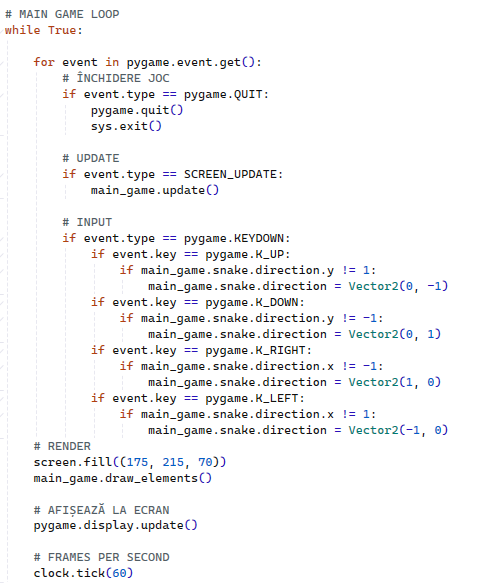 # MAIN GAME LOOP
while True:
    for event in pygame.event.get():
        # ÎNCHIDERE JOC
        if event.type == pygame.QUIT:
            pygame.quit()
            sys.exit()

        # UPDATE
        if event.type == SCREEN_UPDATE:
            main_game.update()

        # INPUT
        if event.type == pygame.KEYDOWN:
            if event.key == pygame.K_UP:
                if main_game.snake.direction.y != 1:
                    main_game.snake.direction = Vector2(0, -1)
            if event.key == pygame.K_DOWN:
                if main_game.snake.direction.y != -1:
                    main_game.snake.direction = Vector2(0, 1)
            if event.key == pygame.K_RIGHT:
                if main_game.snake.direction.x != -1:
                    main_game.snake.direction = Vector2(1, 0)
            if event.key == pygame.K_LEFT:
                if main_game.snake.direction.x != 1:
                    main_game.snake.direction = Vector2(-1, 0)
    # RENDER
    screen.fill((175, 215, 70))
    main_game.draw_elements()

    # AFIȘEAZĂ LA ECRAN
    pygame.display.update()

    # FRAMES PER SECOND
    clock.tick(60)